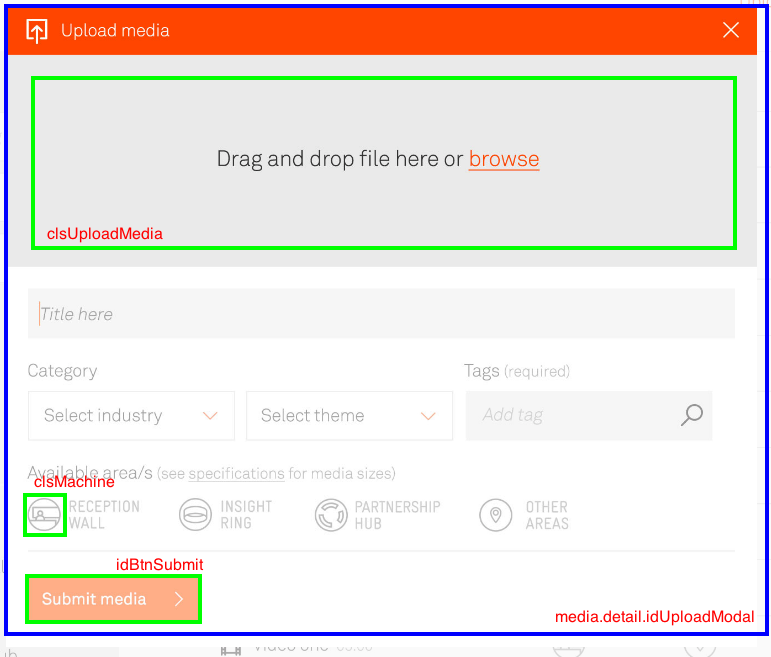 Upload media
Drag and drop file here or browse
clsUploadMedia
Title here
Category
Tags (required)
Select industry
Select theme
Add tag
Available area/s (see specifications for media sizes)
clsMachine
RECEPTION
WALL
INSIGHT
RING
PARTNERSHIP
HUB
OTHER
AREAS
idBtnSubmit
Submit media
media.detail.idUploadModal